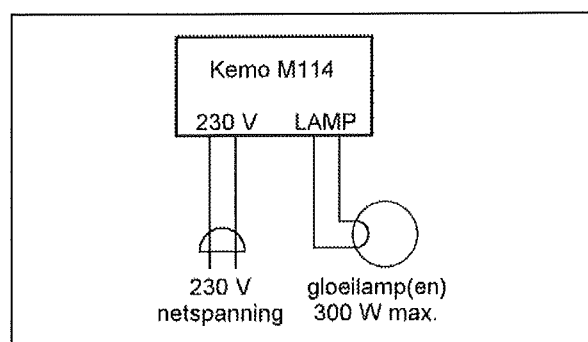 Kemo M114
230 V LAMP
230 V
netspanning
gloeilamp(en)
300 W max.